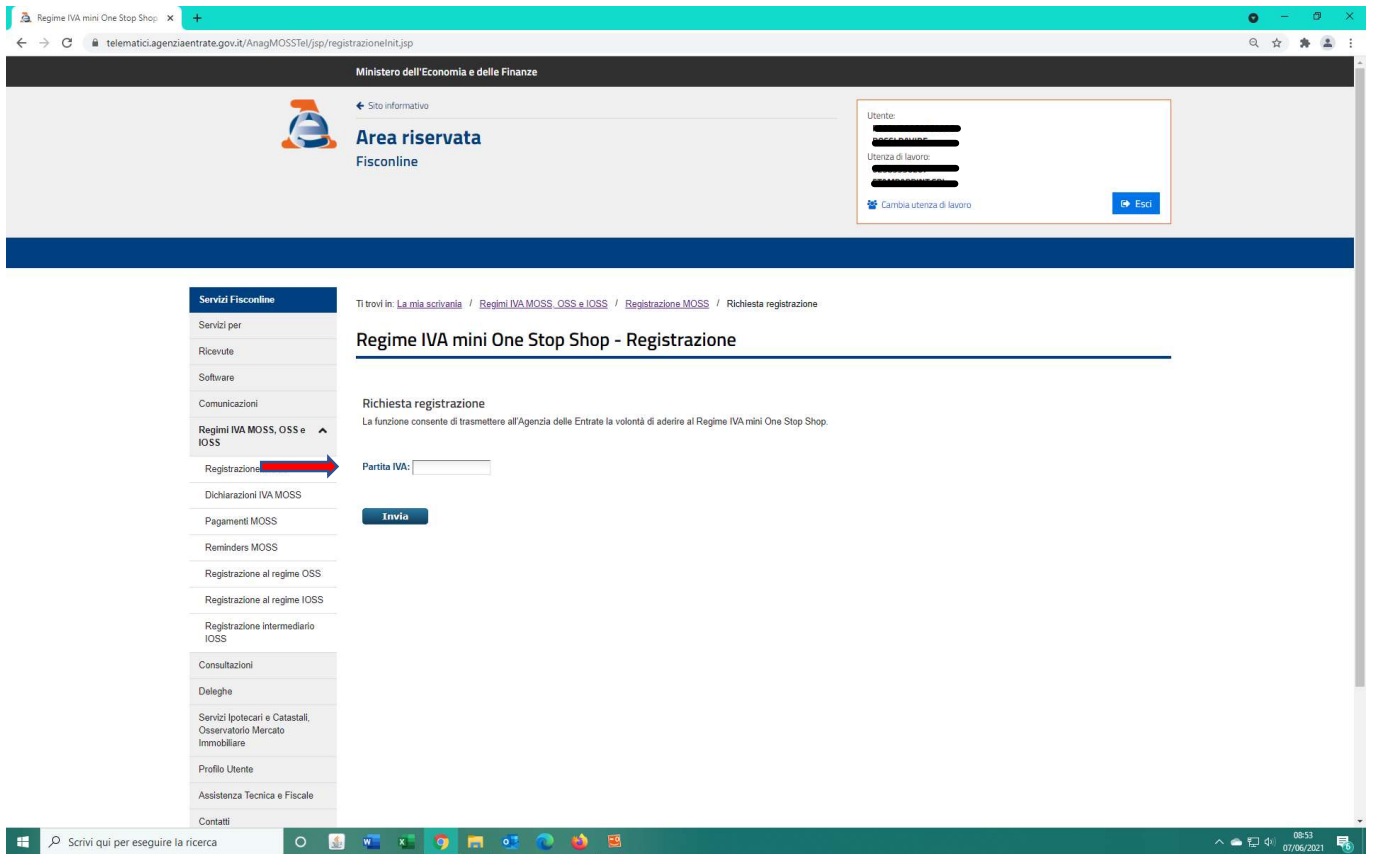 Regime IVA mini One Stop Shop
telematici.agenziaentrate.gov.it/AnagMOSSTel/jsp/registrazioneInit.jsp
Ministero dell'Economia e delle Finanze
Sito informativo
Area riservata
Fisconline
Utente:
Utenza di lavoro:
Cambia utenza di lavoro
Esci
Servizi Fisconline
Servizi per
Ricevute
Software
Comunicazioni
Regimi IVA MOSS, OSS e
IOSS
Registrazione
Dichiarazioni IVA MOSS
Pagamenti MOSS
Reminders MOSS
Registrazione al regime OSS
Registrazione al regime IOSS
Registrazione intermediario
IOSS
Consultazioni
Deleghe
Servizi Ipotecari e Catastali,
Osservatorio Mercato
Immobiliare
Profilo Utente
Assistenza Tecnica e Fiscale
Contatti
Ti trovi in: La mia scrivania / Regimi IVA MOSS, OSS e IOSS / Registrazione MOSS / Richiesta registrazione
Regime IVA mini One Stop Shop - Registrazione
Richiesta registrazione
La funzione consente di trasmettere all'Agenzia delle Entrate la volontà di aderire al Regime IVA mini One Stop Shop.
Partita IVA:
Invia
Scrivi qui per eseguire la ricerca
08:53
07/06/2021